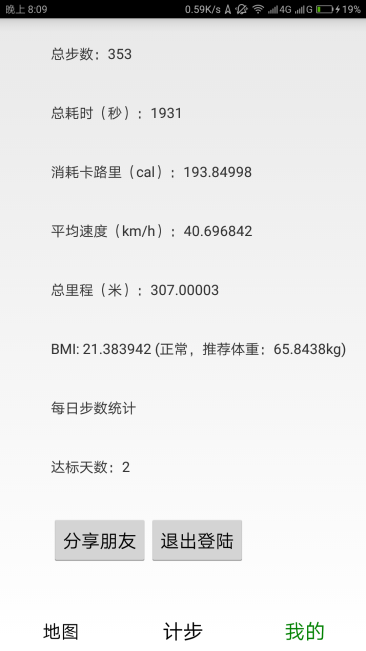 晚上 8:09 0.59K/s 4G G 19%
总步数：353
总耗时（秒）：1931
消耗卡路里（cal）：193.84998
平均速度（km/h）：40.696842
总里程（米）：307.00003
BMI: 21.383942 (正常，推荐体重：65.8438kg)
每日步数统计
达标天数：2
分享朋友 退出登陆
地图 计步 我的